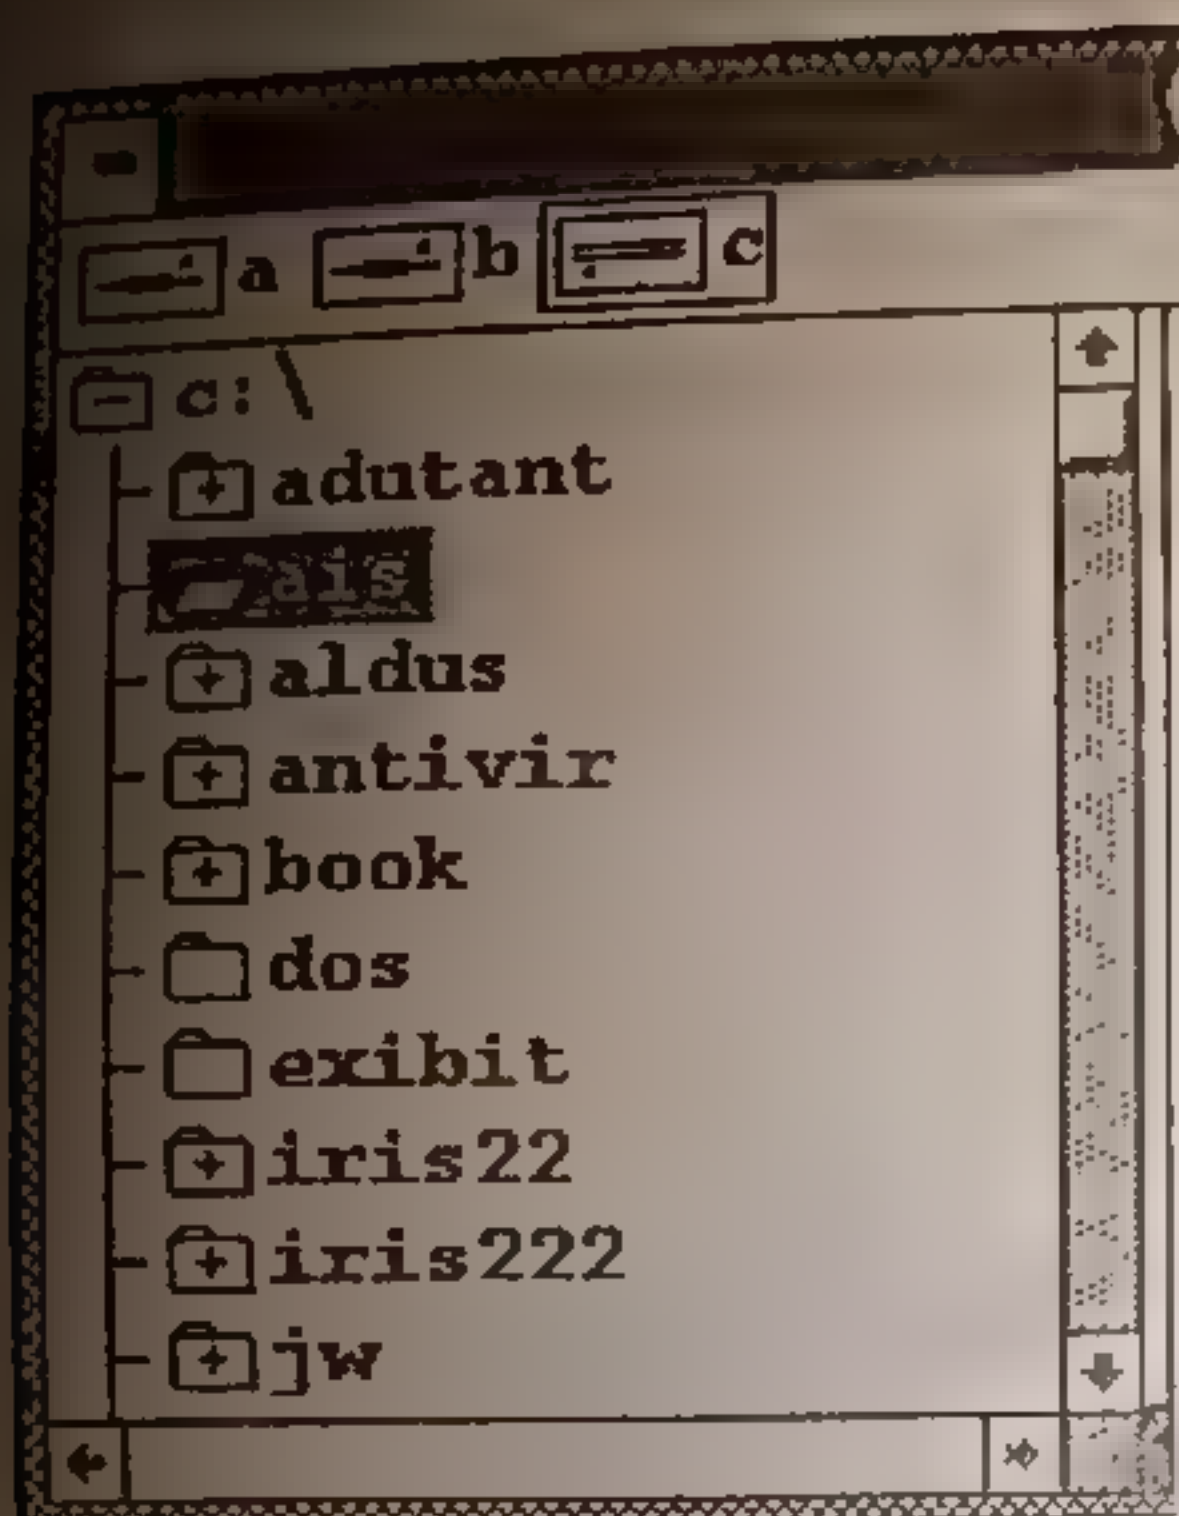 a b c
c:\
adutant
ais
aldus
antivir
book
dos
exibit
iris22
iris222
jw